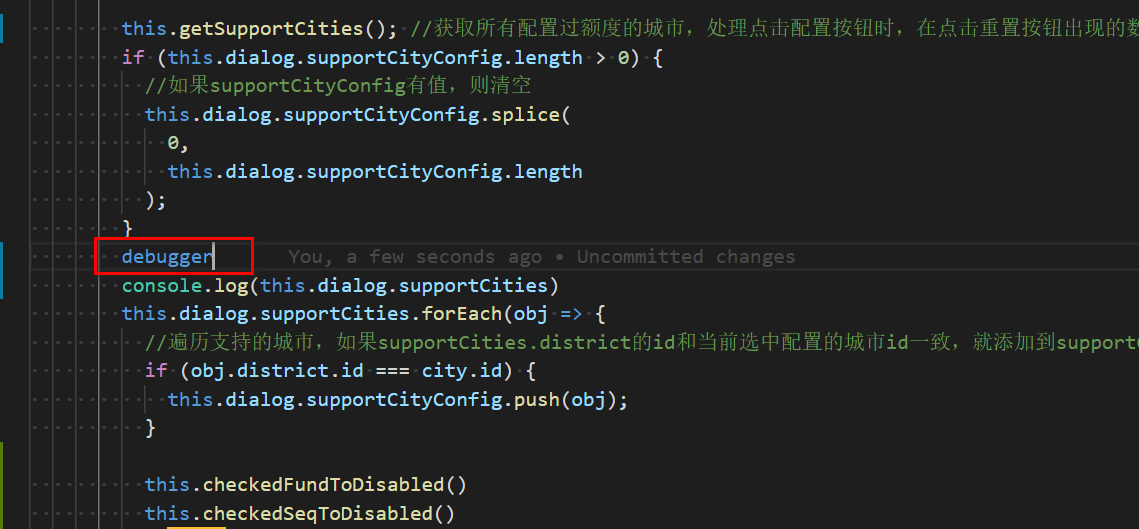 this.getSupportCities(); //获取所有配置过额度的城市，处理点击配置按钮时，在点击重置按钮出现的数
if (this.dialog.supportCityConfig.length > 0) {
//如果supportCityConfig有值，则清空
this.dialog.supportCityConfig.splice(
0,
this.dialog.supportCityConfig.length
);
}
debugger You, a few seconds ago • Uncommitted changes
console.log(this.dialog.supportCities)
this.dialog.supportCities.forEach(obj => {
//遍历支持的城市，如果supportCities.district的id和当前选中配置的城市id一致，就添加到support
if (obj.district.id === city.id) {
this.dialog.supportCityConfig.push(obj);
}
this.checkedFundToDisabled()
this.checkedSeqToDisabled()